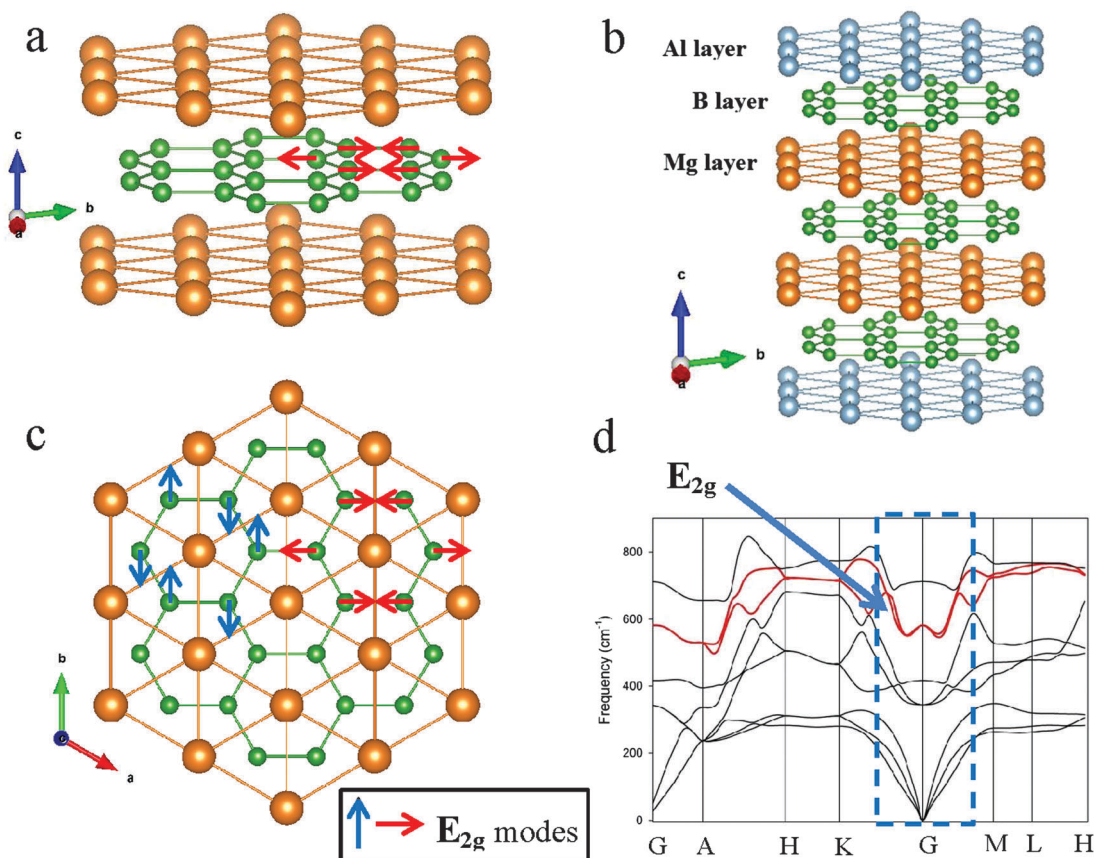 a
c
b
a
b
Al layer
B layer
Mg layer
c
b
a
c
b
c
a
E2g modes
d
E2g
800
600
400
200
0
Frequency (cm⁻¹)
G A H K G M L H